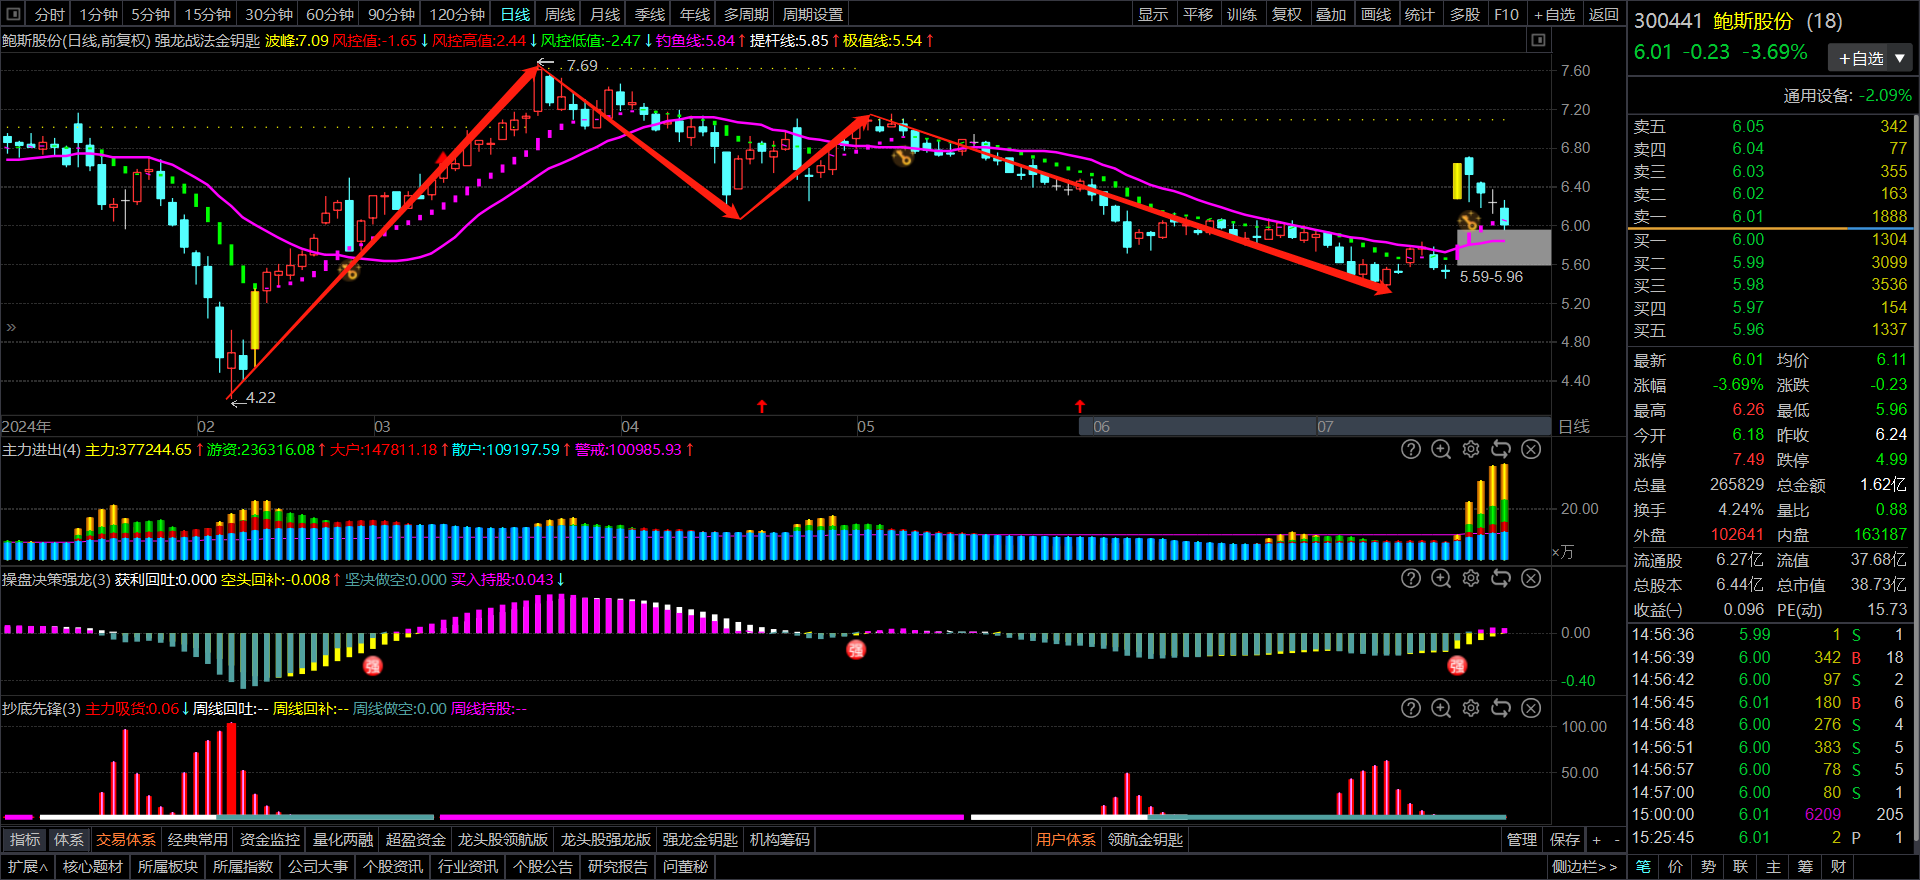 分时 1分钟 5分钟 15分钟 30分钟 60分钟 90分钟 120分钟 日线 周线 月线 季线 年线 多周期 周期设置 显示 平移 训练 复权 叠加 画线 统计 多股 F10 +自选 返回
鲍斯股份(日线,前复权) 强龙战法金钥匙 波峰:7.09 风控值:-1.65↓ 风控高值:2.44↓ 风控低值:-2.47↓ 钓鱼线:5.84↑ 提杆线:5.85↑ 极值线:5.54↑
7.69
7.60
7.20
6.80
6.40
6.00
5.60
5.59-5.96
5.20
»
4.80
4.40
4.22
2024年 02 03 04 05 06 07 日线
主力进出(4) 主力:377244.65↑ 游资:236316.08↑ 大户:147811.18↑ 散户:109197.59↑ 警戒:100985.93↑
20.00
×万
操盘决策强龙(3) 获利回吐:0.000 空头回补:-0.008↑ 坚决做空:0.000 买入持股:0.043↓
0.00
强 强 强
-0.40
抄底先锋(3) 主力吸货:0.06↓ 周线回吐:-- 周线回补:-- 周线做空:0.00 周线持股:--
100.00
50.00
指标 体系 交易体系 经典常用 资金监控 量化两融 超盈资金 龙头股领航版 龙头股强龙版 强龙金钥匙 机构筹码 用户体系 领航金钥匙 管理 保存 + -
扩展∧ 核心题材 所属板块 所属指数 公司大事 个股资讯 行业资讯 个股公告 研究报告 问董秘 侧边栏>>
300441 鲍斯股份 (18)
6.01 -0.23 -3.69% +自选 ▼
通用设备: -2.09%
卖五 6.05 342
卖四 6.04 77
卖三 6.03 355
卖二 6.02 163
卖一 6.01 1888
买一 6.00 1304
买二 5.99 3099
买三 5.98 3536
买四 5.97 154
买五 5.96 1337
最新 6.01 均价 6.11
涨幅 -3.69% 涨跌 -0.23
最高 6.26 最低 5.96
今开 6.18 昨收 6.24
涨停 7.49 跌停 4.99
总量 265829 总金额 1.62亿
换手 4.24% 量比 0.88
外盘 102641 内盘 163187
流通股 6.27亿 流值 37.68亿
总股本 6.44亿 总市值 38.73亿
收益㈠ 0.096 PE(动) 15.73
14:56:36 5.99 1 S 1
14:56:39 6.00 342 B 18
14:56:42 6.00 97 S 2
14:56:45 6.01 180 B 6
14:56:48 6.00 276 S 4
14:56:51 6.00 383 S 5
14:56:57 6.00 78 S 5
14:57:00 6.00 80 S 1
15:00:00 6.01 6209 205
15:25:45 6.01 2 P 1
笔 价 势 联 主 筹 财